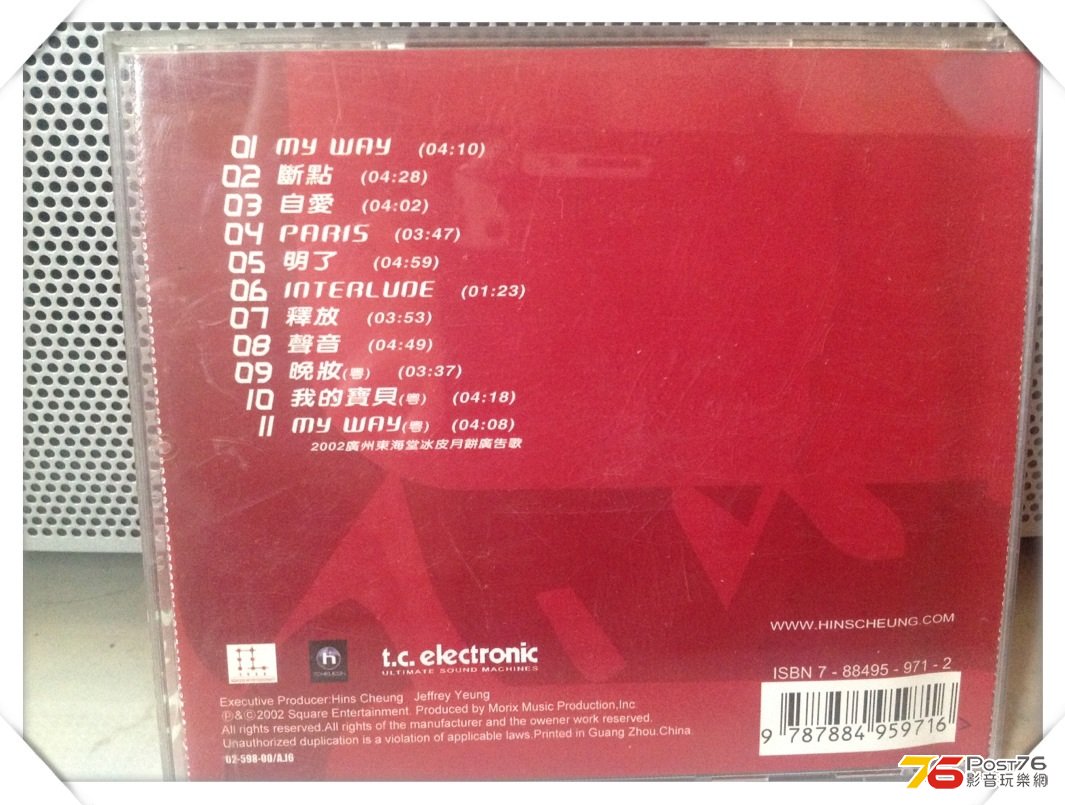 01 MY WAY (04:10)
02 斷點 (04:28)
03 自愛 (04:02)
04 PARIS (03:47)
05 明了 (04:59)
06 INTERLUDE (01:23)
07 釋放 (03:53)
08 聲音 (04:49)
09 晚妝(粵) (03:37)
10 我的寶貝(粵) (04:18)
11 MY WAY(粵) (04:08)
2002廣州東海堂冰皮月餅廣告歌
WWW.HINSCHEUNG.COM
h
t.c. electronic
ULTIMATE SOUND MACHINES
ISBN 7 - 88495 - 971 - 2
9 787884 959716
Executive Producer:Hins Cheung Jeffrey Yeung
Ⓟ&©2002 Square Entertainment. Produced by Morix Music Production,Inc
All rights reserved.All rights of the manufacturer and the owener work reserved.
Unauthorized duplication is a violation of applicable laws.Printed in Guang Zhou.China
02-598-00/A.J6
76 Post76
影音玩樂網